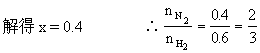 解得 x = 0.4  ∴ n_{N_2}/n_{H_2} = 0.4/0.6 = 2/3